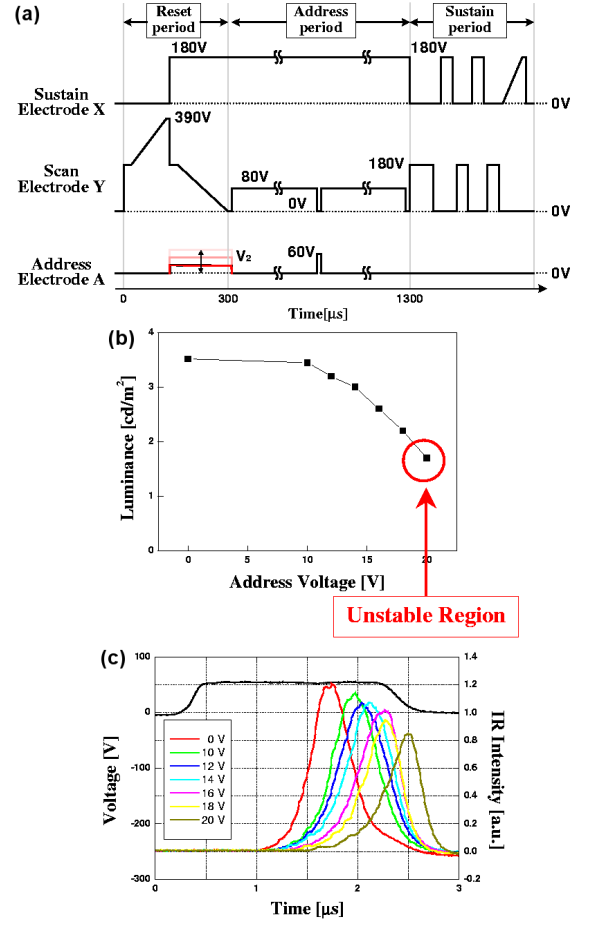 (a)
Reset period
Address period
Sustain period
180V
180V
Sustain Electrode X
0V
390V
Scan Electrode Y
80V
0V
180V
0V
V2
60V
Address Electrode A
0V
0
300
1300
Time[μs]
(b)
4
3
2
1
0
Luminance [cd/m²]
0
5
10
15
20
Address Voltage [V]
Unstable Region
(c)
100
0
-100
-200
-300
Voltage [V]
1.4
1.2
1.0
0.8
0.6
0.4
0.2
0.0
-0.2
IR Intensity [a.u.]
0 V
10 V
12 V
14 V
16 V
18 V
20 V
0
1
2
3
Time [μs]